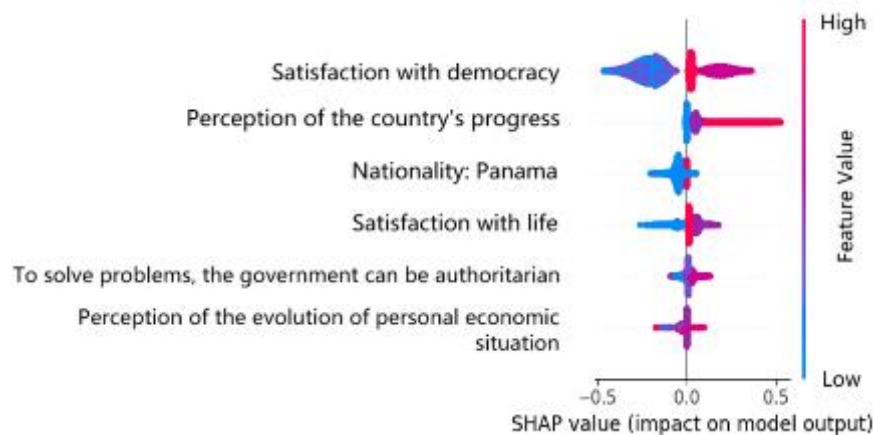 High
Satisfaction with democracy
Perception of the country's progress
Nationality: Panama
Satisfaction with life
To solve problems, the government can be authoritarian
Perception of the evolution of personal economic
situation
Feature Value
Low
−0.5 0.0 0.5
SHAP value (impact on model output)